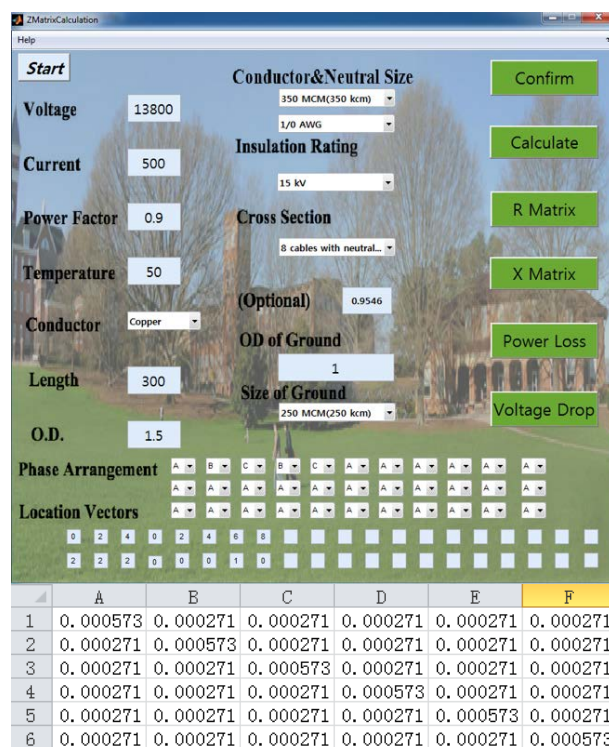 ZMatrixCalculation
Help
Start
Conductor&Neutral Size
350 MCM(350 kcm)
Confirm
Voltage 13800
1/0 AWG
Insulation Rating
Calculate
Current 500
15 kV
R Matrix
Power Factor 0.9
Cross Section
8 cables with neutral...
Temperature 50
X Matrix
(Optional) 0.9546
Conductor Copper
OD of Ground
Power Loss
1
Length 300
Size of Ground
250 MCM(250 kcm)
Voltage Drop
O.D. 1.5
Phase Arrangement A B C B C A A A A A A
A A A A A A A A A A A
Location Vectors A A A A A A A A A A A
0 2 4 0 2 4 6 8
2 2 2 0 0 0 1 0
A B C D E F
1 0.000573 0.000271 0.000271 0.000271 0.000271 0.000271
2 0.000271 0.000573 0.000271 0.000271 0.000271 0.000271
3 0.000271 0.000271 0.000573 0.000271 0.000271 0.000271
4 0.000271 0.000271 0.000271 0.000573 0.000271 0.000271
5 0.000271 0.000271 0.000271 0.000271 0.000573 0.000271
6 0.000271 0.000271 0.000271 0.000271 0.000271 0.000573